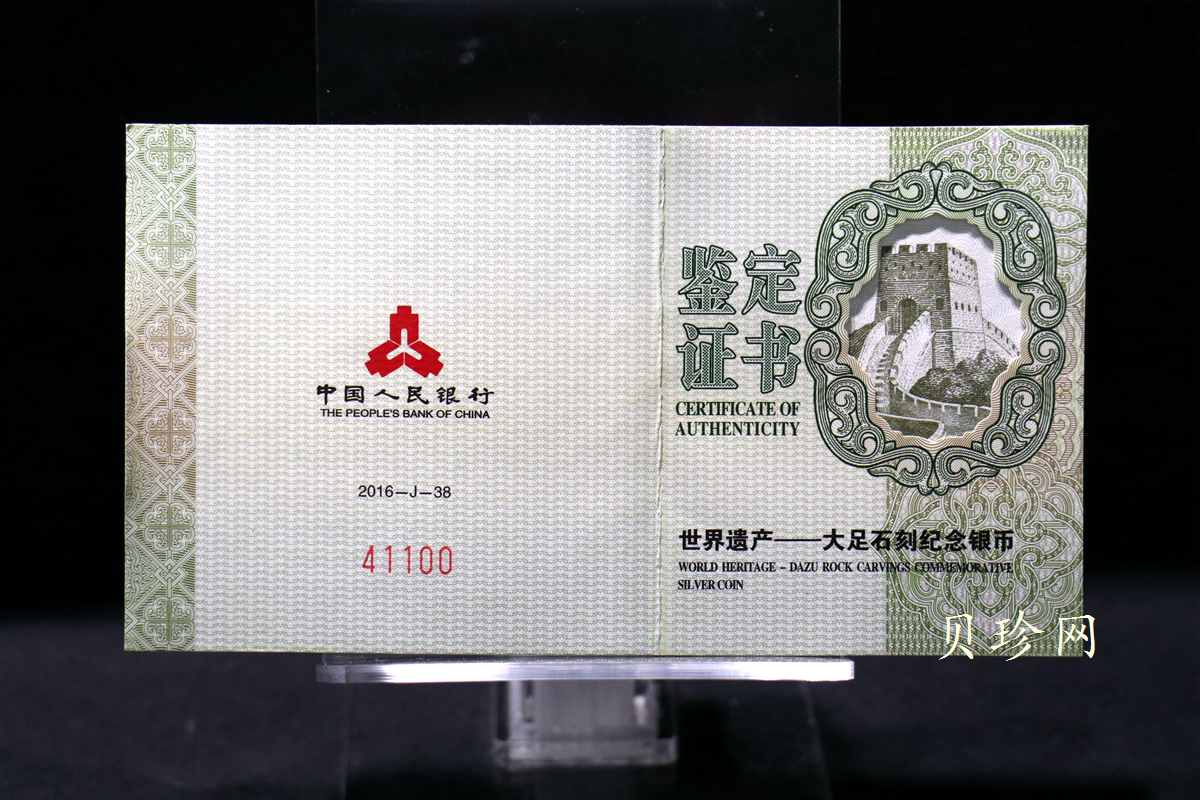 中国人民银行
THE PEOPLE'S BANK OF CHINA
2016—J—38
41100
鉴定
证书
CERTIFICATE OF
AUTHENTICITY
世界遗产——大足石刻纪念银币
WORLD HERITAGE – DAZU ROCK CARVINGS COMMEMORATIVE
SILVER COIN
贝珍网